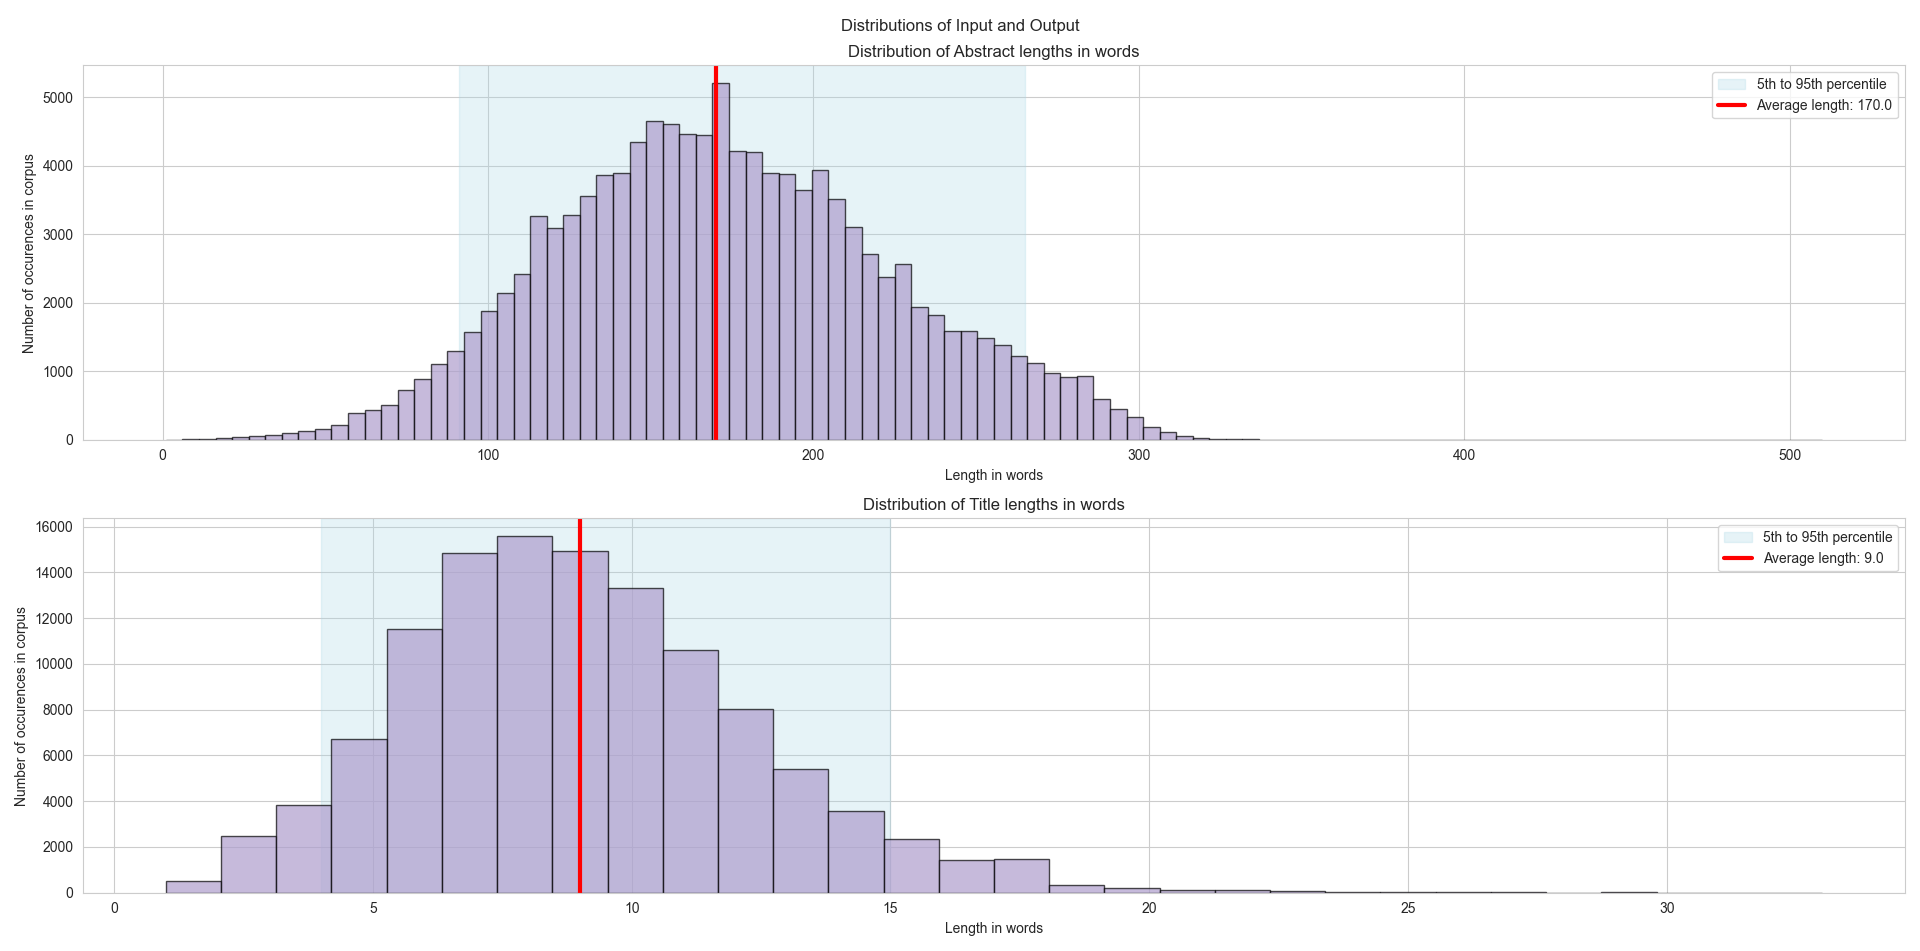 Distributions of Input and Output
Distribution of Abstract lengths in words
5th to 95th percentile
Average length: 170.0
Number of occurences in corpus
5000
4000
3000
2000
1000
0
0 100 200 300 400 500
Length in words
Distribution of Title lengths in words
5th to 95th percentile
Average length: 9.0
Number of occurences in corpus
16000
14000
12000
10000
8000
6000
4000
2000
0
0 5 10 15 20 25 30
Length in words